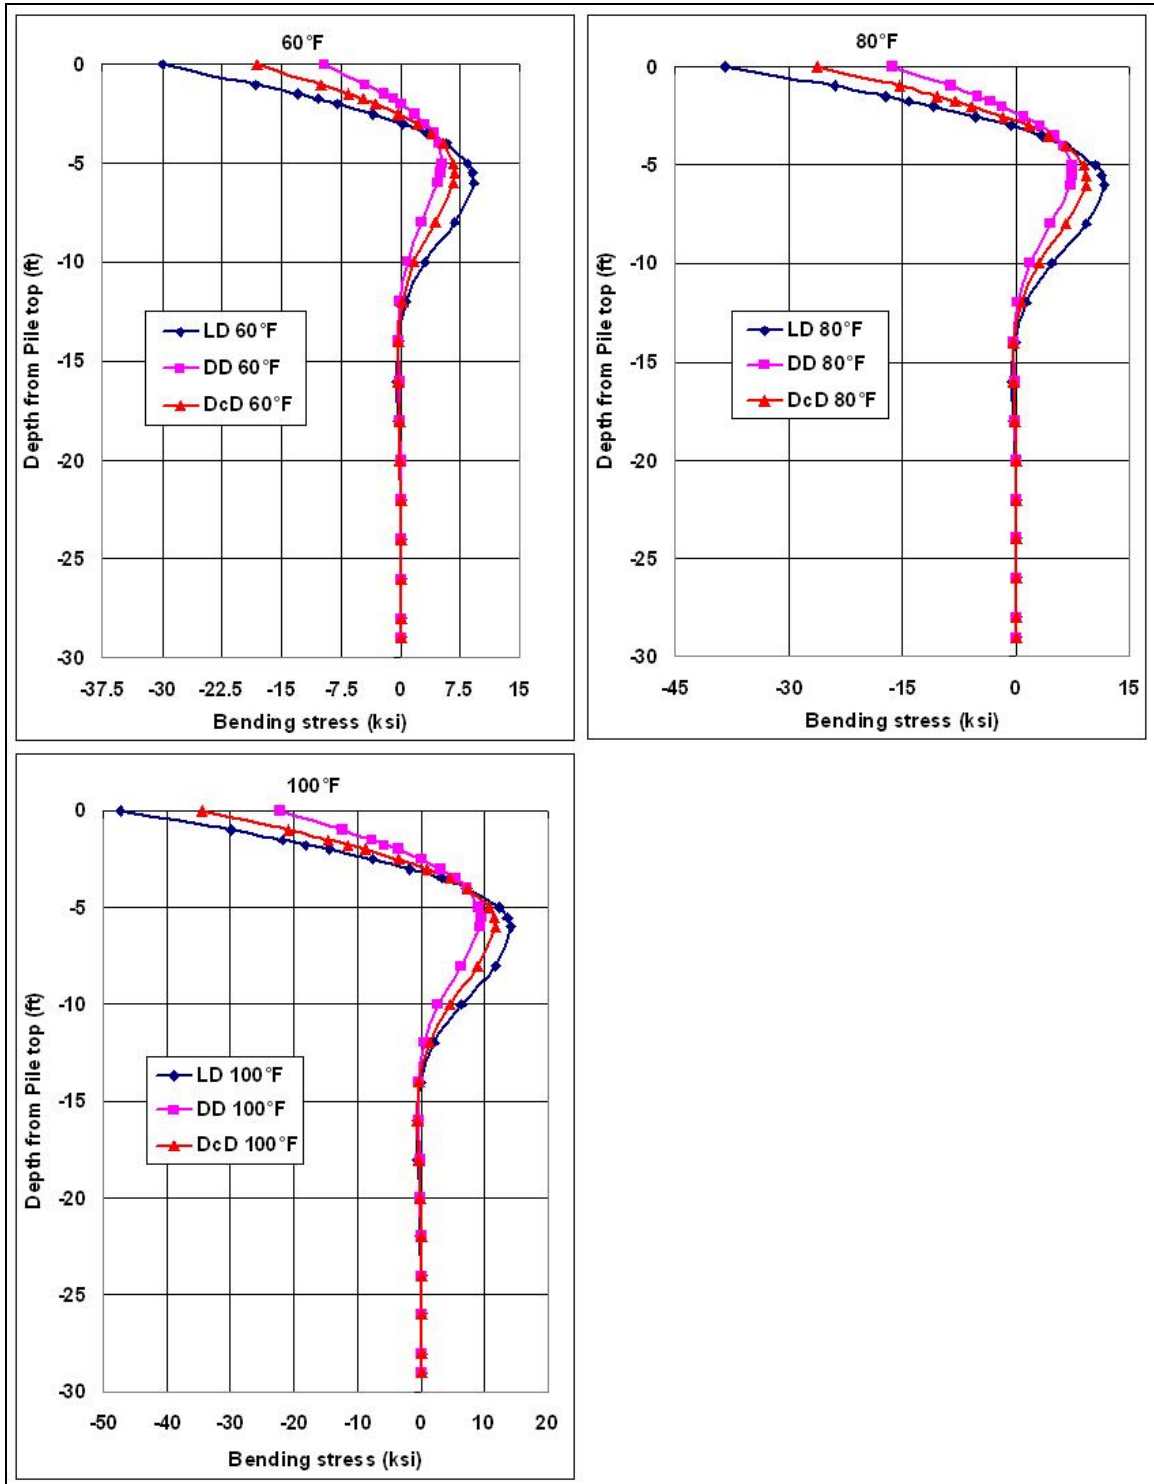 60°F
0
-5
-10
-15
-20
-25
-30
Depth from Pile top (ft)
LD 60°F
DD 60°F
DcD 60°F
-37.5 -30 -22.5 -15 -7.5 0 7.5 15
Bending stress (ksi)
80°F
0
-5
-10
-15
-20
-25
-30
Depth from Pile top (ft)
LD 80°F
DD 80°F
DcD 80°F
-45 -30 -15 0 15
Bending stress (ksi)
100°F
0
-5
-10
-15
-20
-25
-30
Depth from Pile top (ft)
LD 100°F
DD 100°F
DcD 100°F
-50 -40 -30 -20 -10 0 10 20
Bending stress (ksi)